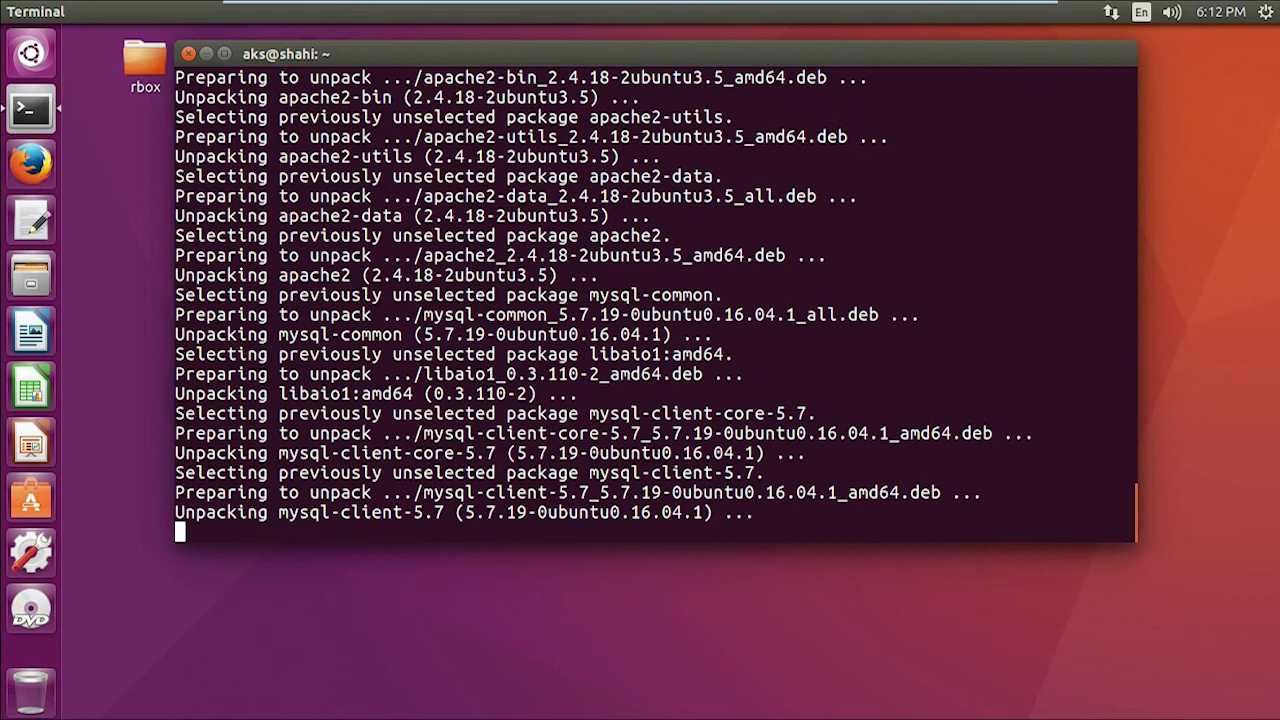 Terminal
En
6:12 PM
rbox
aks@shahi: ~
Preparing to unpack .../apache2-bin_2.4.18-2ubuntu3.5_amd64.deb ...
Unpacking apache2-bin (2.4.18-2ubuntu3.5) ...
Selecting previously unselected package apache2-utils.
Preparing to unpack .../apache2-utils_2.4.18-2ubuntu3.5_amd64.deb ...
Unpacking apache2-utils (2.4.18-2ubuntu3.5) ...
Selecting previously unselected package apache2-data.
Preparing to unpack .../apache2-data_2.4.18-2ubuntu3.5_all.deb ...
Unpacking apache2-data (2.4.18-2ubuntu3.5) ...
Selecting previously unselected package apache2.
Preparing to unpack .../apache2_2.4.18-2ubuntu3.5_amd64.deb ...
Unpacking apache2 (2.4.18-2ubuntu3.5) ...
Selecting previously unselected package mysql-common.
Preparing to unpack .../mysql-common_5.7.19-0ubuntu0.16.04.1_all.deb ...
Unpacking mysql-common (5.7.19-0ubuntu0.16.04.1) ...
Selecting previously unselected package libaio1:amd64.
Preparing to unpack .../libaio1_0.3.110-2_amd64.deb ...
Unpacking libaio1:amd64 (0.3.110-2) ...
Selecting previously unselected package mysql-client-core-5.7.
Preparing to unpack .../mysql-client-core-5.7_5.7.19-0ubuntu0.16.04.1_amd64.deb ...
Unpacking mysql-client-core-5.7 (5.7.19-0ubuntu0.16.04.1) ...
Selecting previously unselected package mysql-client-5.7.
Preparing to unpack .../mysql-client-5.7_5.7.19-0ubuntu0.16.04.1_amd64.deb ...
Unpacking mysql-client-5.7 (5.7.19-0ubuntu0.16.04.1) ...
DVD